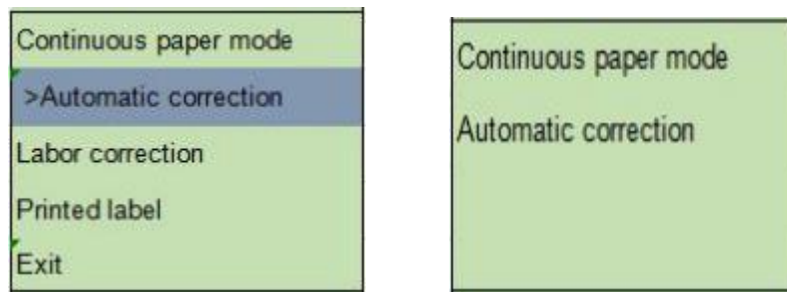 Continuous paper mode
>Automatic correction
Labor correction
Printed label
Exit
Continuous paper mode
Automatic correction